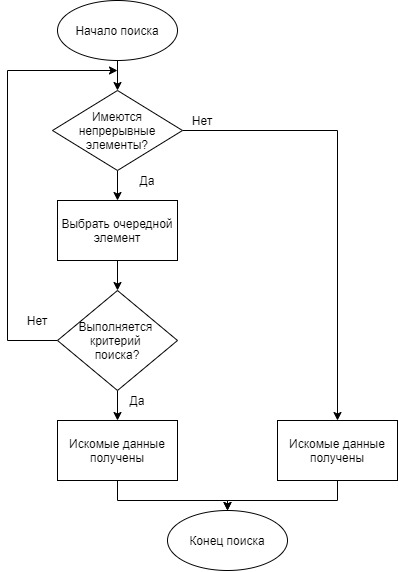 Начало поиска
Имеются
непрерывные
элементы?
Нет
Да
Выбрать очередной
элемент
Нет
Выполняется
критерий
поиска?
Да
Искомые данные
получены
Искомые данные
получены
Конец поиска